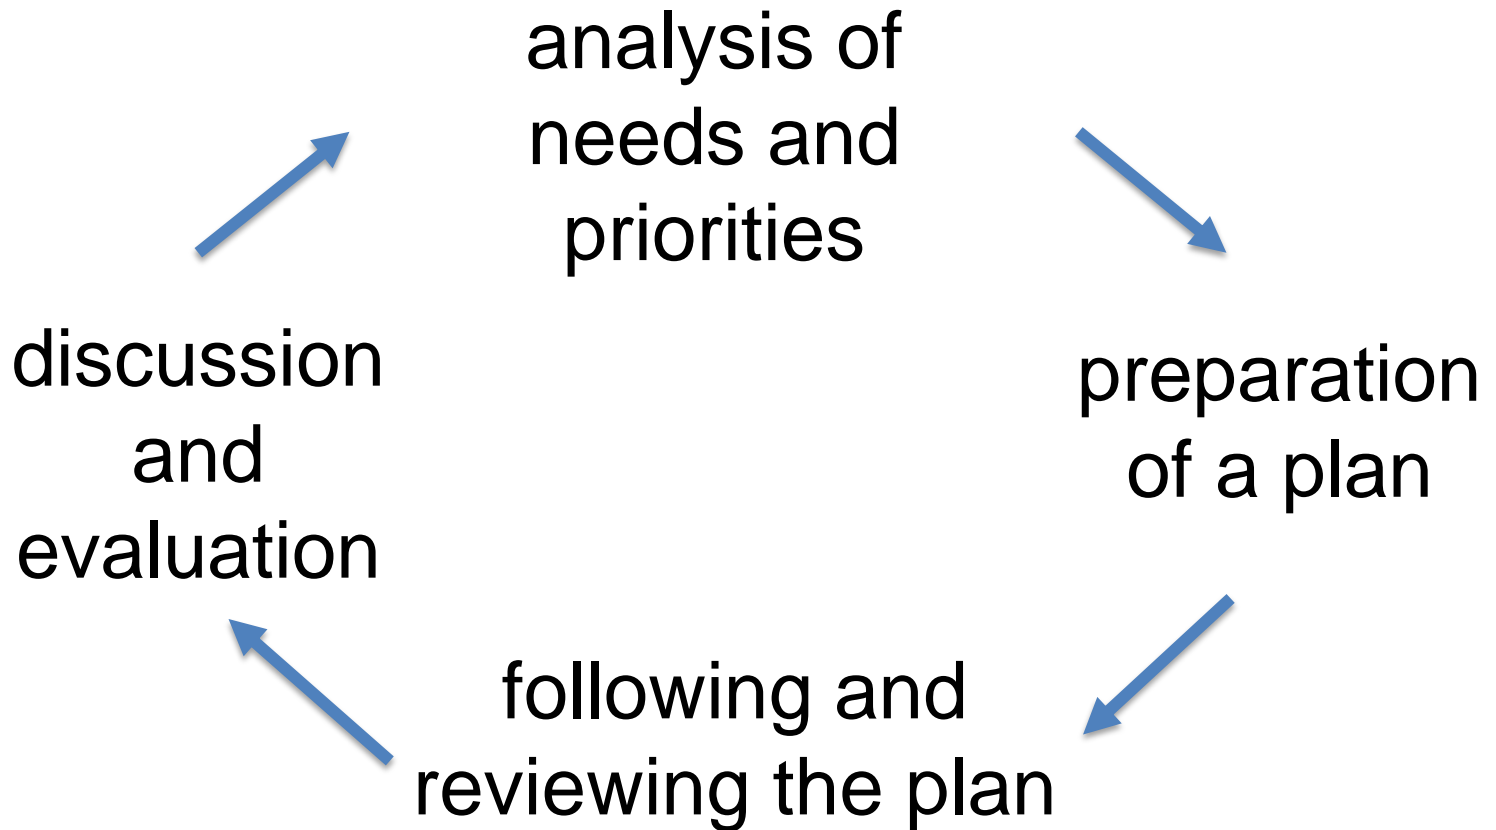 analysis of
needs and
priorities
preparation
of a plan
following and
reviewing the plan
discussion
and
evaluation